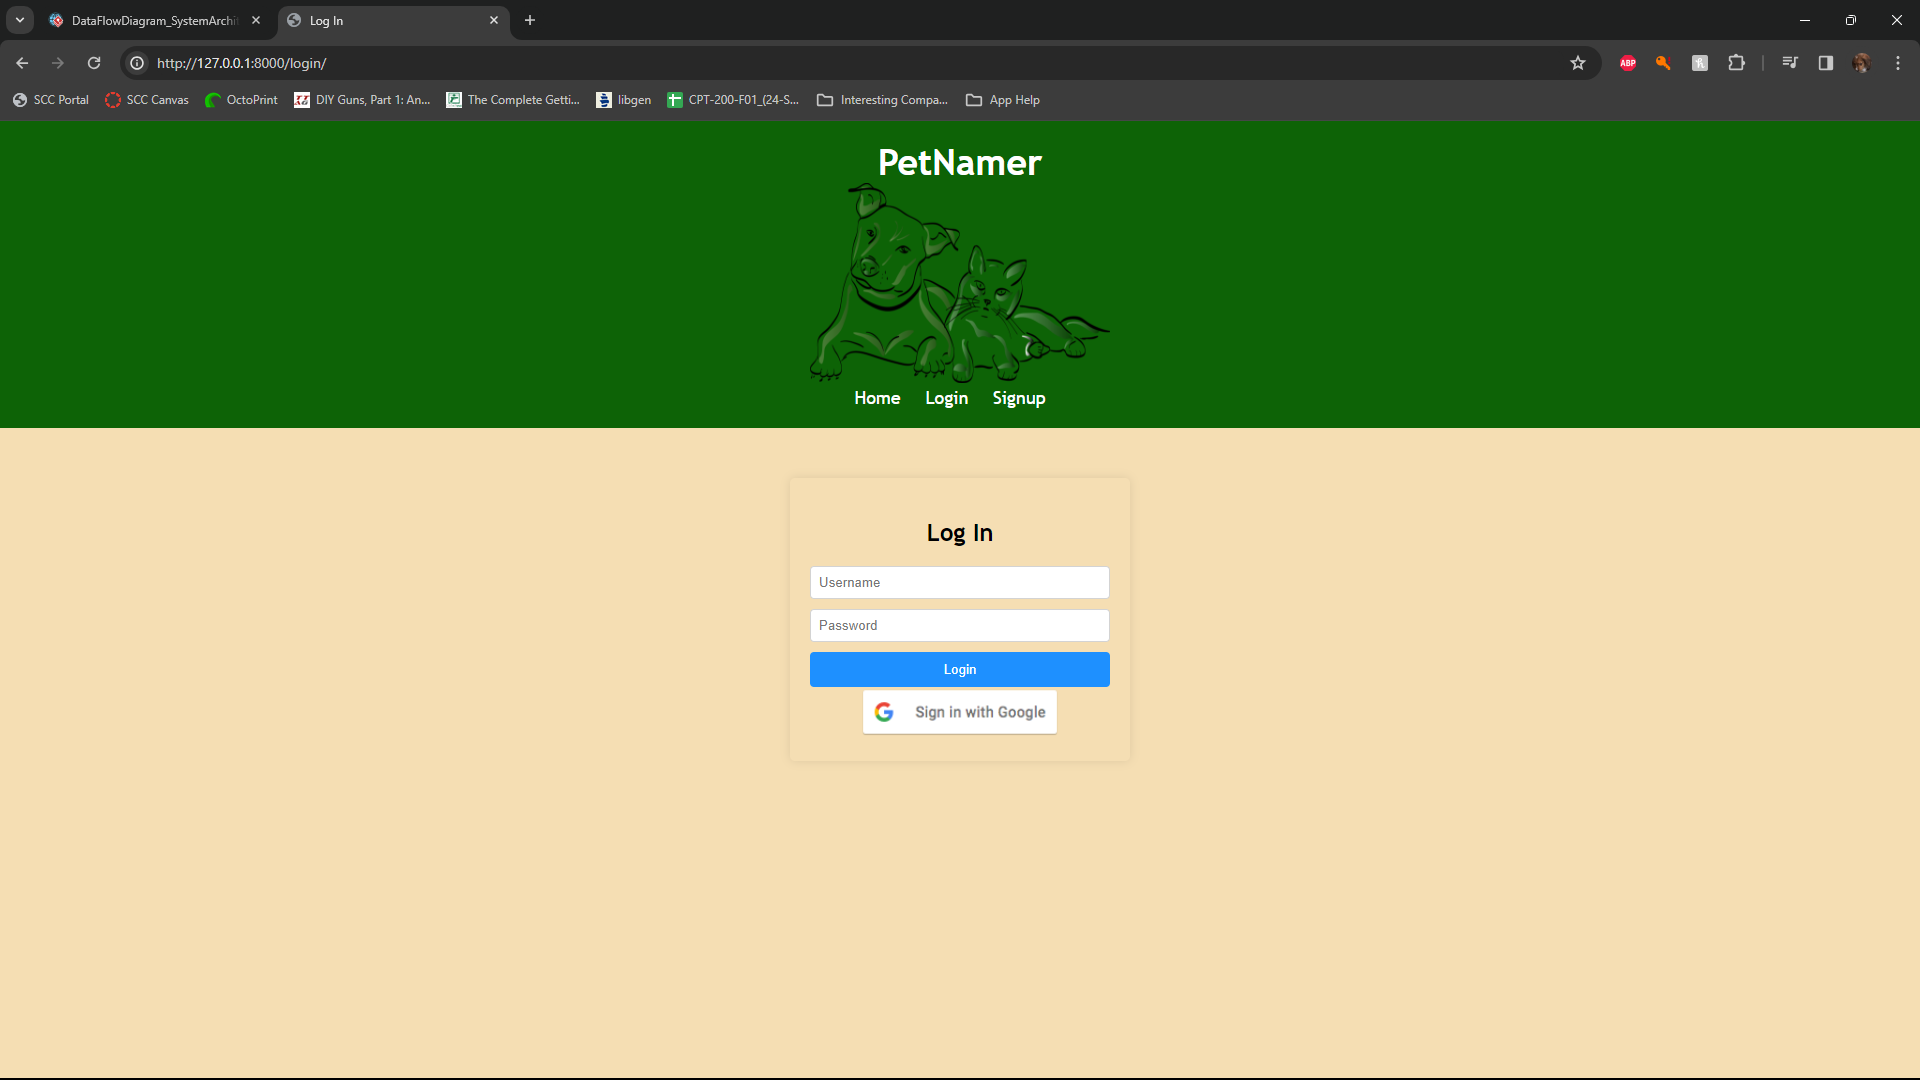 DataFlowDiagram_SystemArchit
Log In
http://127.0.0.1:8000/login/
ABP
SCC Portal
SCC Canvas
OctoPrint
DIY Guns, Part 1: An...
The Complete Getti...
libgen
CPT-200-F01_(24-S...
Interesting Compa...
App Help
PetNamer
Home Login Signup
Log In
Username
Password
Login
Sign in with Google